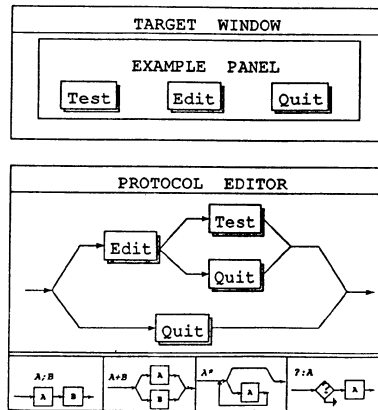 TARGET WINDOW
EXAMPLE PANEL
Test Edit Quit
PROTOCOL EDITOR
Test
Edit
Quit
Quit
A;B A+B A* ?:A
A B A B A ? A